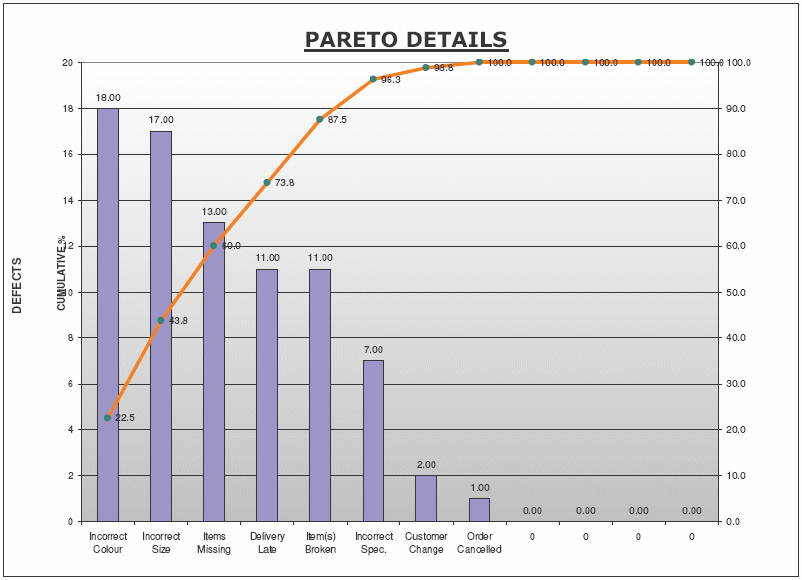 PARETO DETAILS
DEFECTS
CUMULATIVE %
20
18
16
14
12
10
8
6
4
2
0
100.0
90.0
80.0
70.0
60.0
50.0
40.0
30.0
20.0
10.0
0.0
18.00
17.00
13.00
11.00
11.00
7.00
2.00
1.00
0.00
0.00
0.00
0.00
22.5
43.8
60.0
73.8
87.5
96.3
98.8
100.0
100.0
100.0
100.0
100.0
Incorrect
Colour
Incorrect
Size
Items
Missing
Delivery
Late
Item(s)
Broken
Incorrect
Spec.
Customer
Change
Order
Cancelled
0
0
0
0